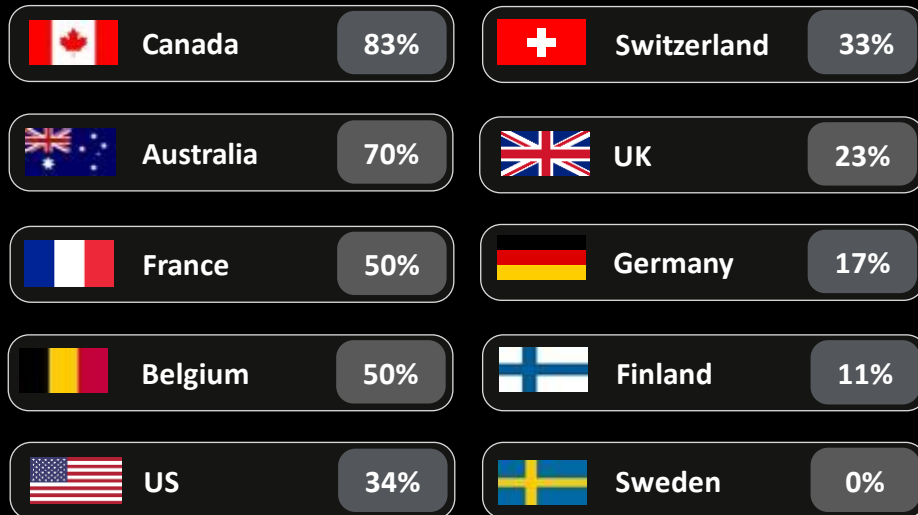 Canada 83%
Switzerland 33%
Australia 70%
UK 23%
France 50%
Germany 17%
Belgium 50%
Finland 11%
US 34%
Sweden 0%